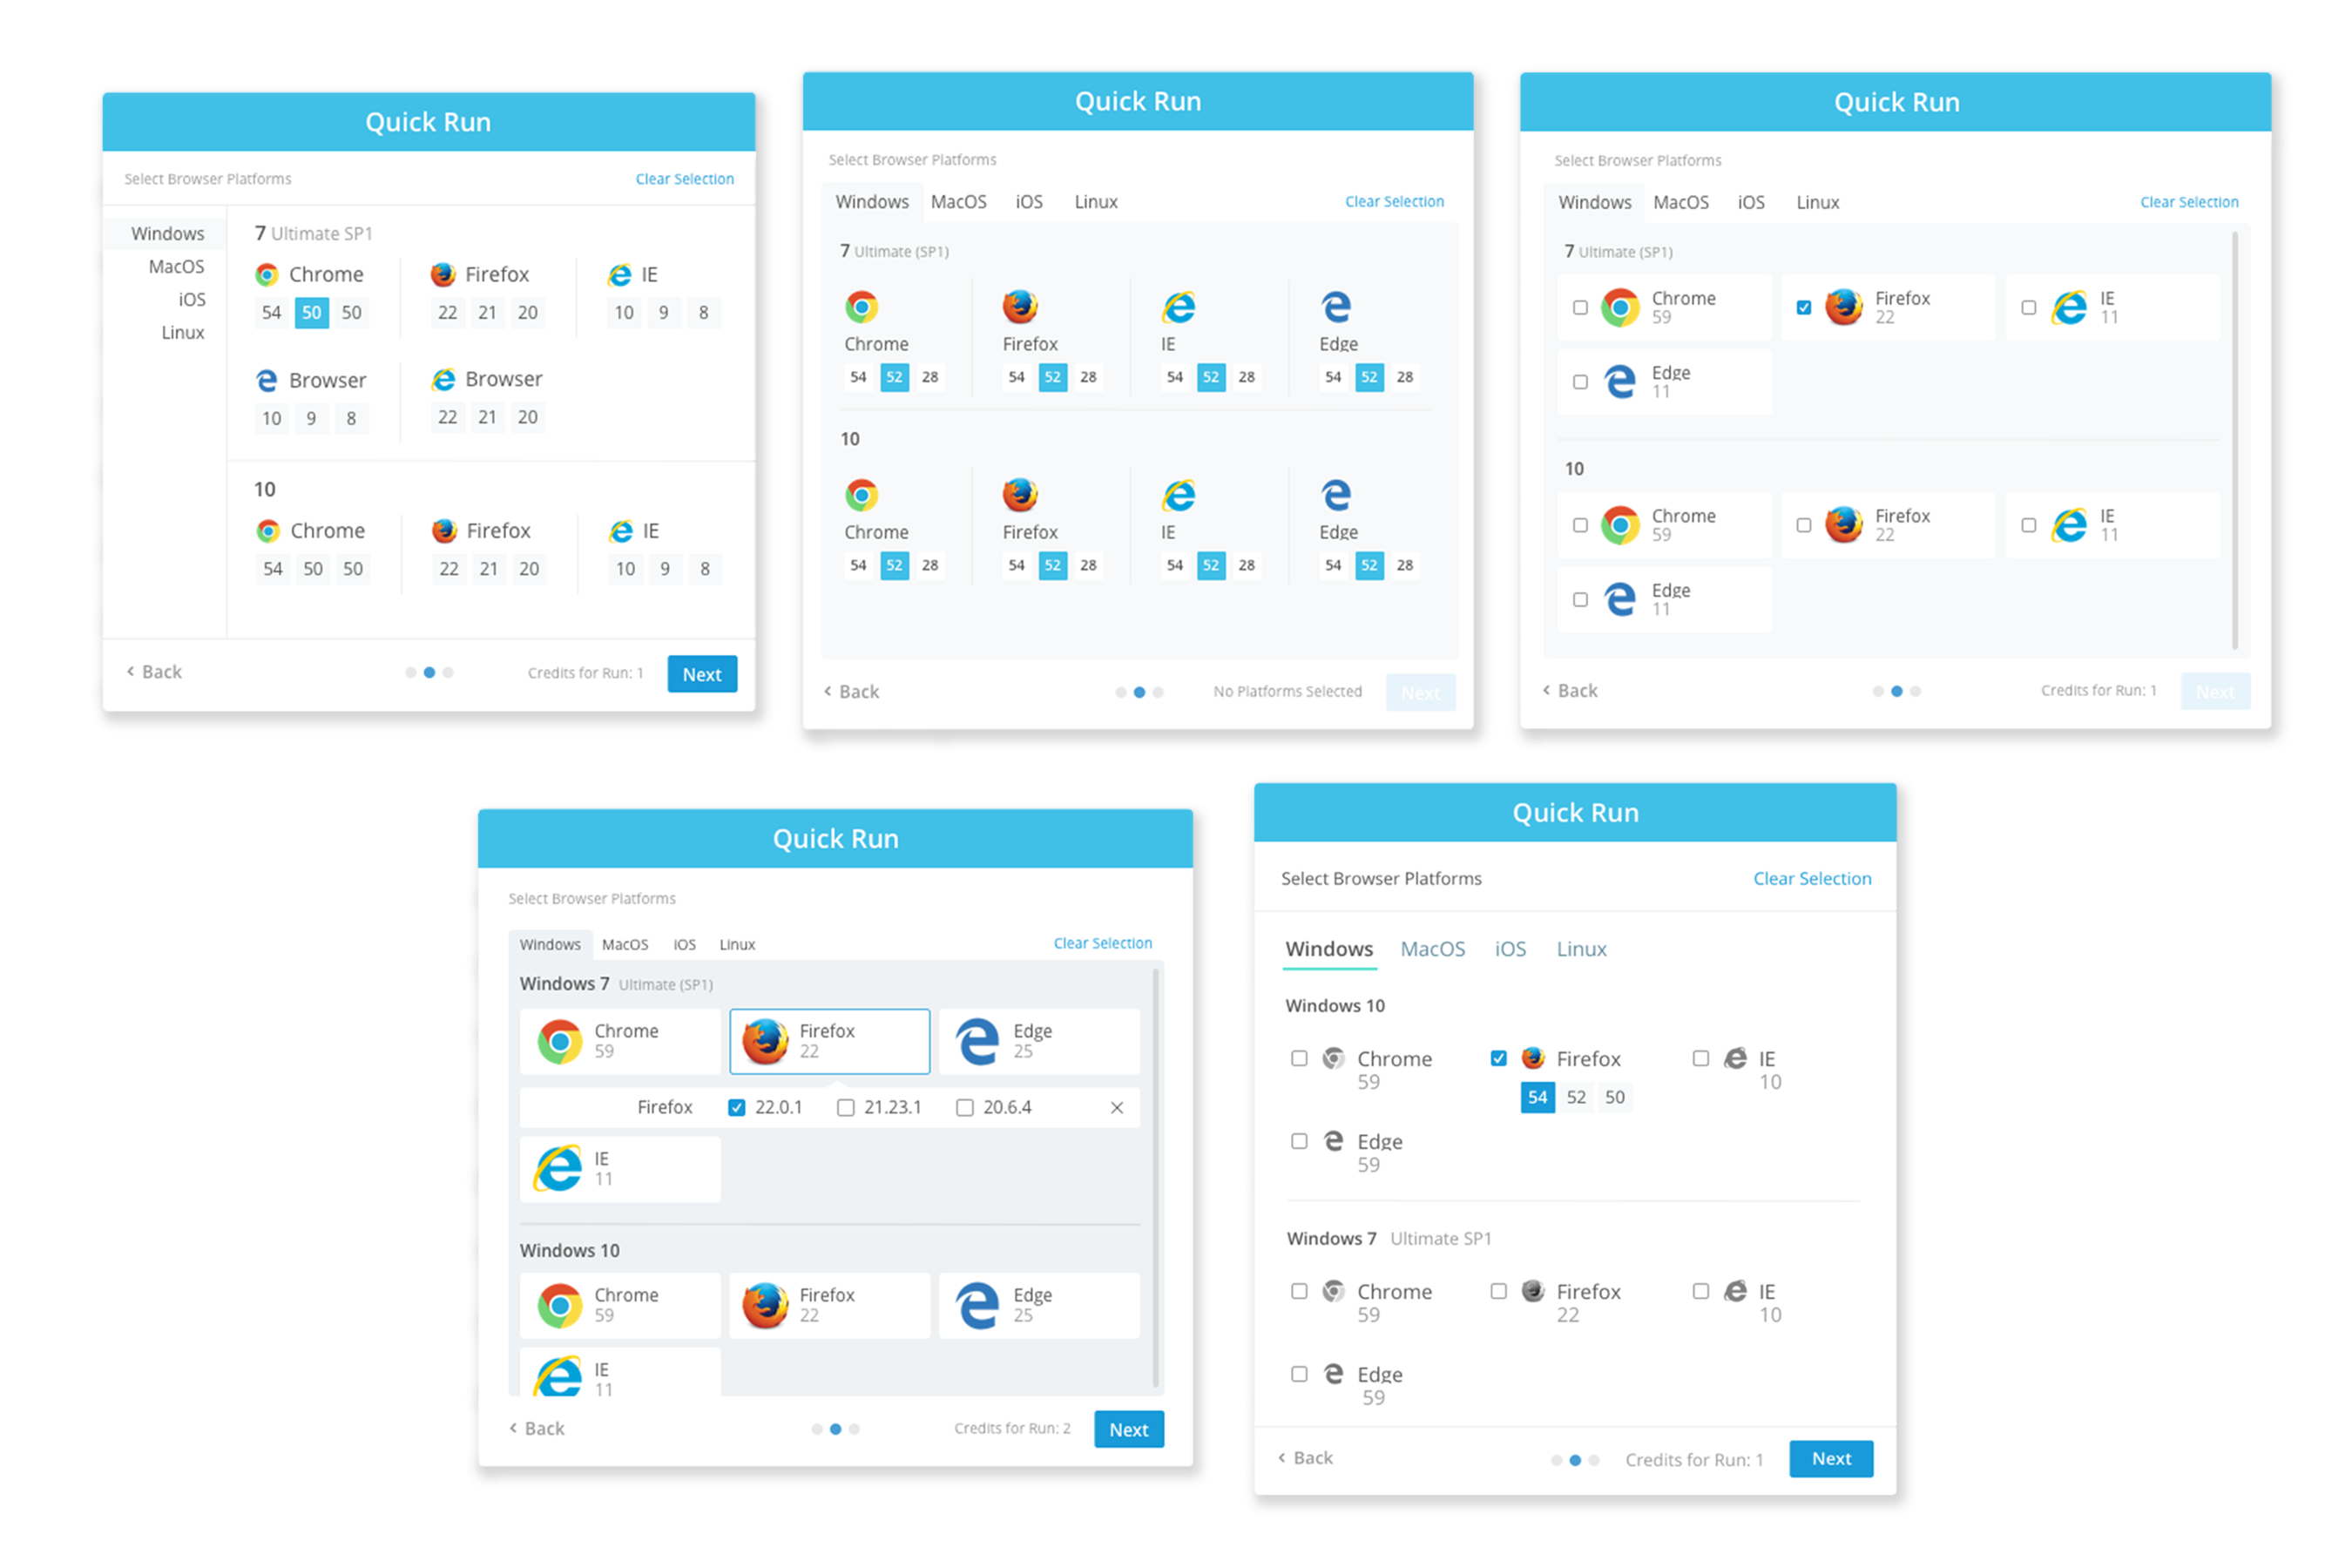 Quick Run
Select Browser Platforms Clear Selection
Windows
MacOS
iOS
Linux
7 Ultimate SP1
Chrome Firefox IE
54 50 50 22 21 20 10 9 8
Browser Browser
10 9 8 22 21 20
10
Chrome Firefox IE
54 50 50 22 21 20 10 9 8
< Back Credits for Run: 1 Next
Quick Run
Select Browser Platforms
Windows MacOS iOS Linux Clear Selection
7 Ultimate (SP1)
Chrome Firefox IE Edge
54 52 28 54 52 28 54 52 28 54 52 28
10
Chrome Firefox IE Edge
54 52 28 54 52 28 54 52 28 54 52 28
< Back No Platforms Selected Next
Quick Run
Select Browser Platforms
Windows MacOS iOS Linux Clear Selection
7 Ultimate (SP1)
Chrome Firefox IE
59 22 11
Edge
11
10
Chrome Firefox IE
59 22 11
Edge
11
< Back Credits for Run: 1 Next
Quick Run
Select Browser Platforms
Windows MacOS iOS Linux Clear Selection
Windows 7 Ultimate (SP1)
Chrome Firefox Edge
59 22 25
Firefox 22.0.1 21.23.1 20.6.4
IE
11
Windows 10
Chrome Firefox Edge
59 22 25
IE
11
< Back Credits for Run: 2 Next
Quick Run
Select Browser Platforms Clear Selection
Windows MacOS iOS Linux
Windows 10
Chrome Firefox IE
59 54 52 50 10
Edge
59
Windows 7 Ultimate SP1
Chrome Firefox IE
59 22 10
Edge
59
< Back Credits for Run: 1 Next